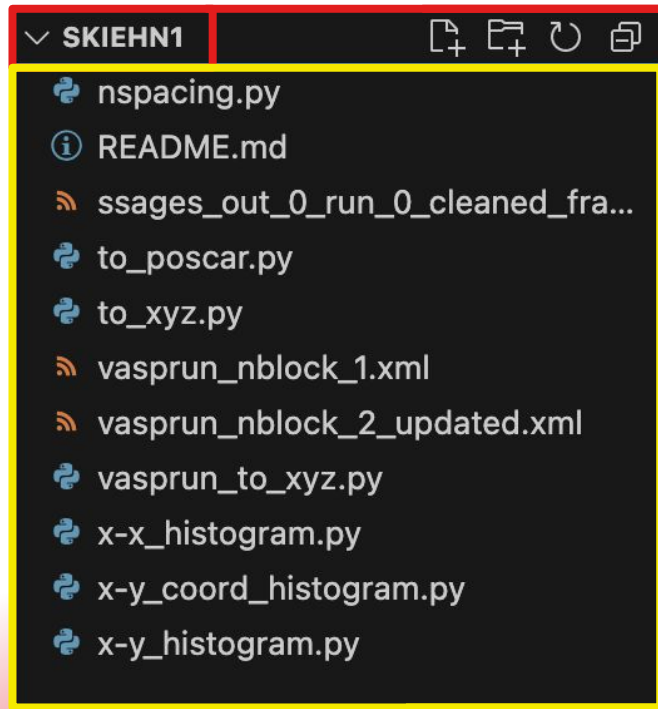 SKIEHN1
nspacing.py
README.md
ssages_out_0_run_0_cleaned_fra...
to_poscar.py
to_xyz.py
vasprun_nblock_1.xml
vasprun_nblock_2_updated.xml
vasprun_to_xyz.py
x-x_histogram.py
x-y_coord_histogram.py
x-y_histogram.py